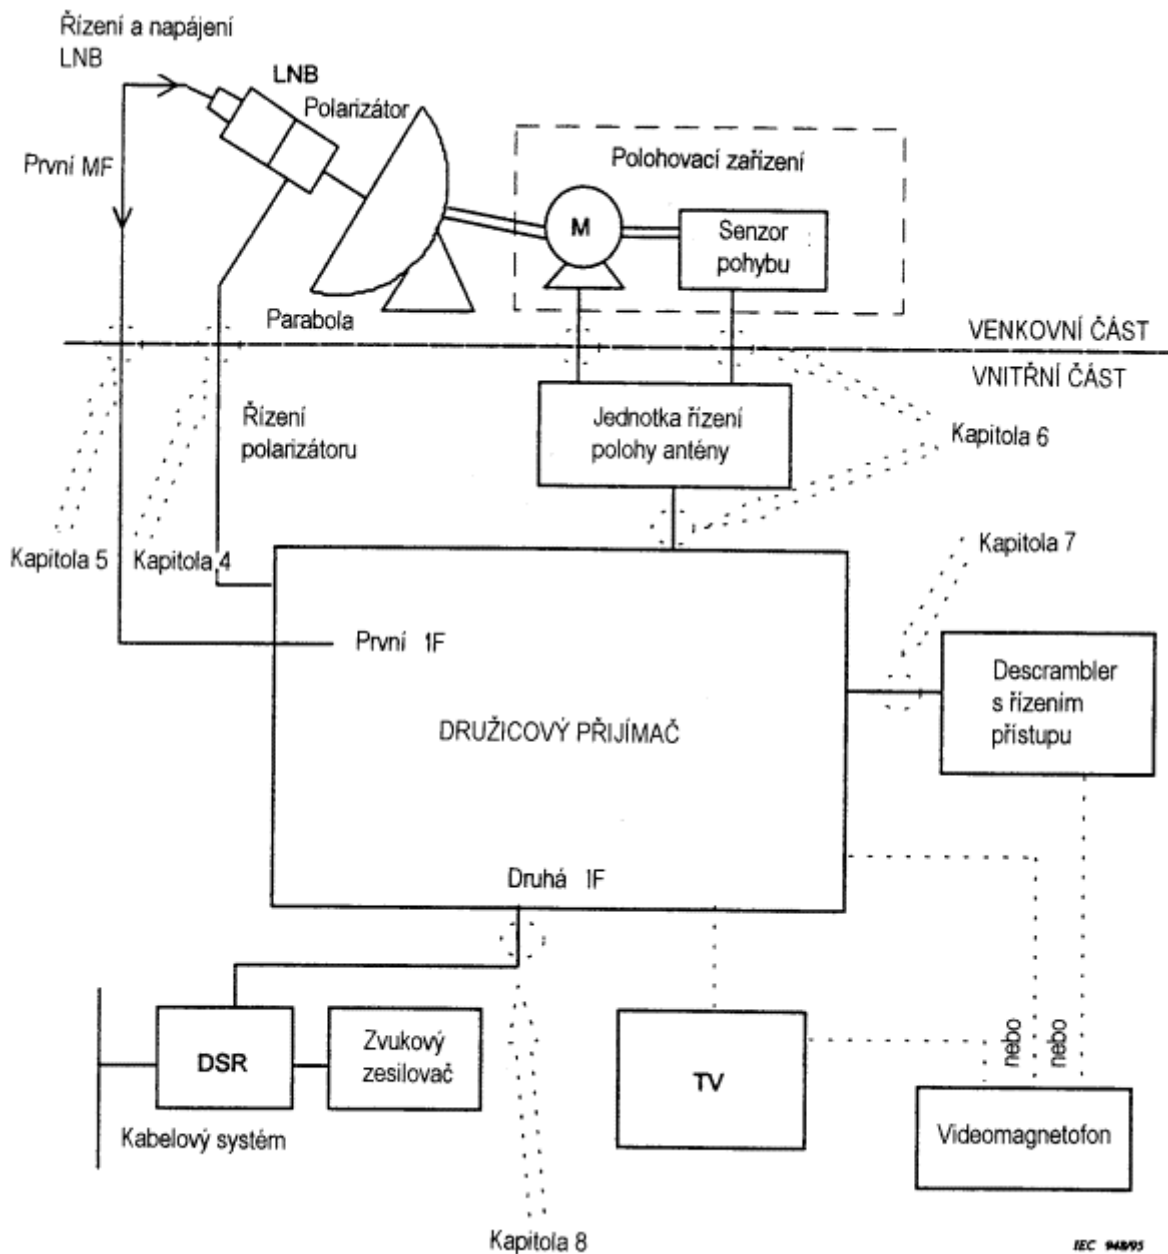 Řízení a napájení
LNB
LNB
Polarizátor
První MF
Polohovací zařízení
M
Senzor
pohybu
Parabola
VENKOVNÍ ČÁST
VNITŘNÍ ČÁST
Řízení
polarizátoru
Jednotka řízení
polohy antény
Kapitola 6
Kapitola 5
Kapitola 4
Kapitola 7
První 1F
Descrambler
s řízením
přístupu
DRUŽICOVÝ PŘIJÍMAČ
Druhá 1F
nebo
nebo
DSR
Zvukový
zesilovač
TV
Videomagnetofon
Kabelový systém
Kapitola 8
IEC 948/95